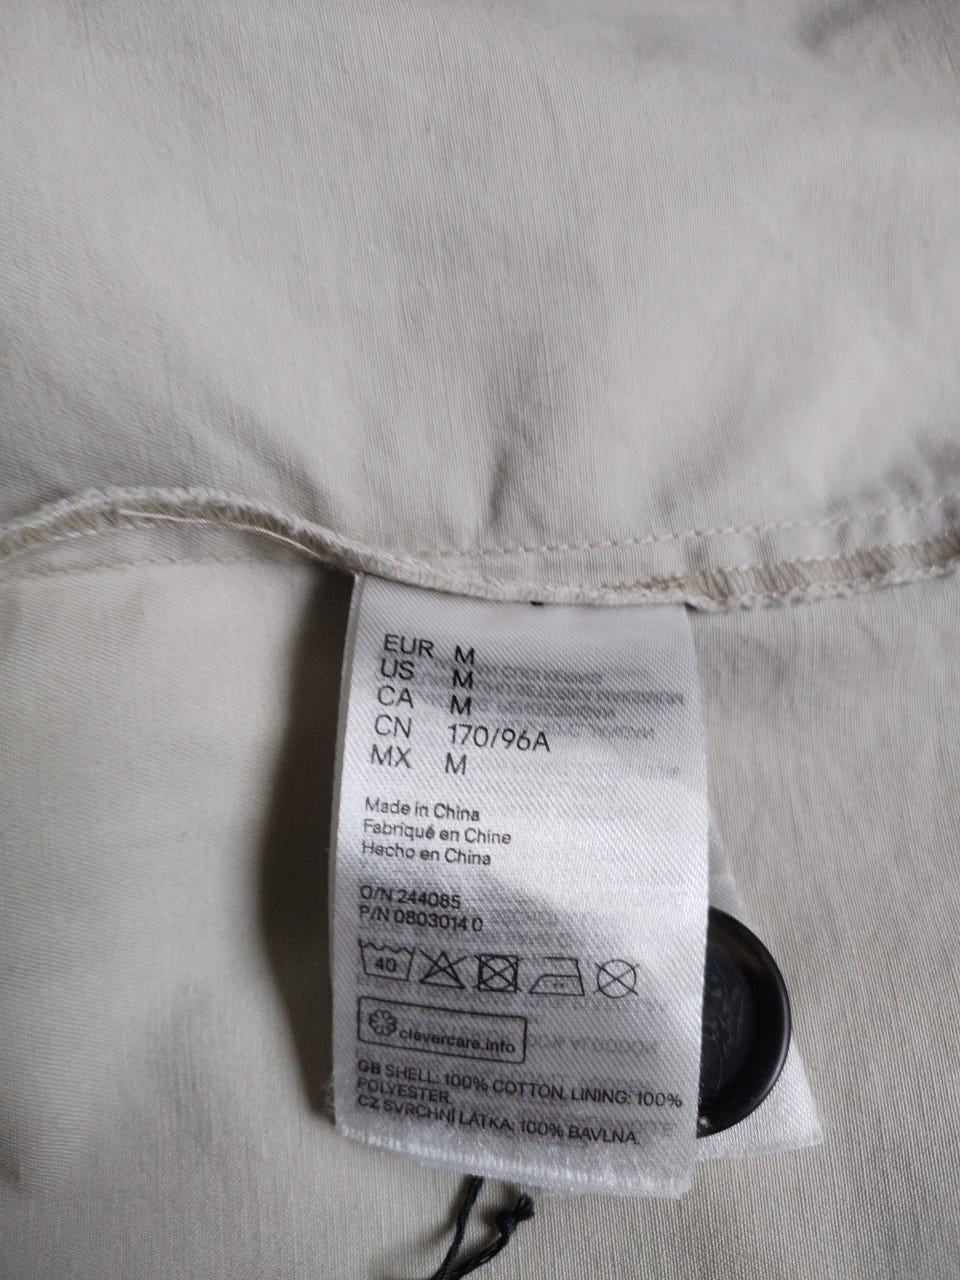 EUR M
US M
CA M
CN 170/96A
MX M
Made in China
Fabriqué en Chine
Hecho en China
O/N 244085
P/N 0803014 0
40
clevercare.info
GB SHELL: 100% COTTON. LINING: 100%
POLYESTER.
CZ SVRCHNÍ LÁTKA: 100% BAVLNA.